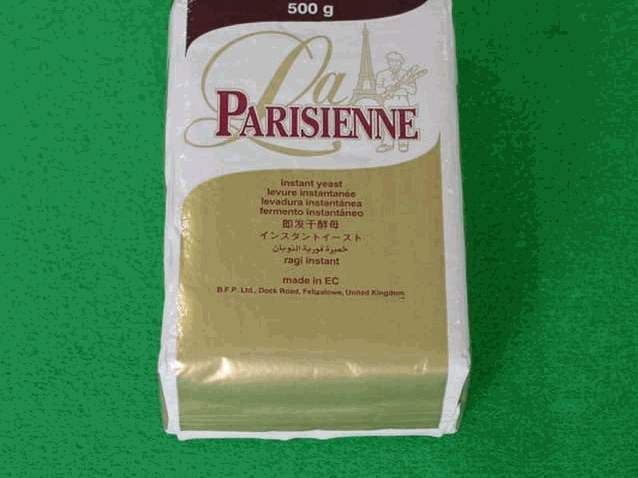 500 g
La
PARISIENNE
instant yeast
levure instantanée
levadura instantánea
fermento instantâneo
即发干酵母
インスタントイースト
خميرة فورية الذوبان
ragi instant
made in EC
B.F.P. Ltd., Dock Road, Felixstowe, United Kingdom